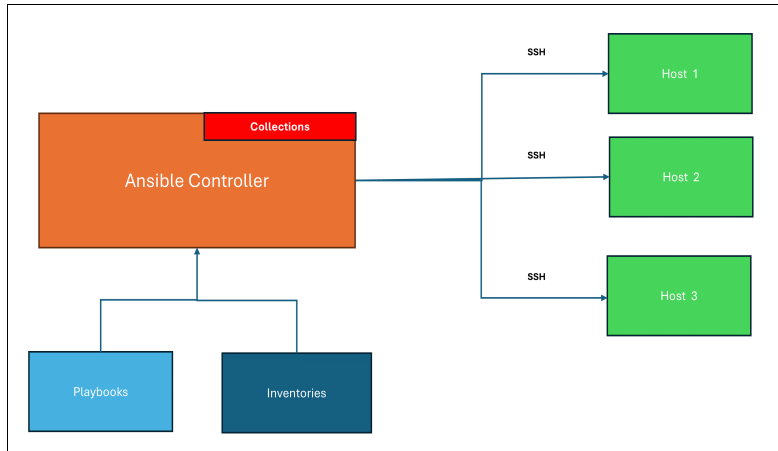 SSH
Host 1
Collections
Ansible Controller
SSH
Host 2
SSH
Host 3
Playbooks
Inventories